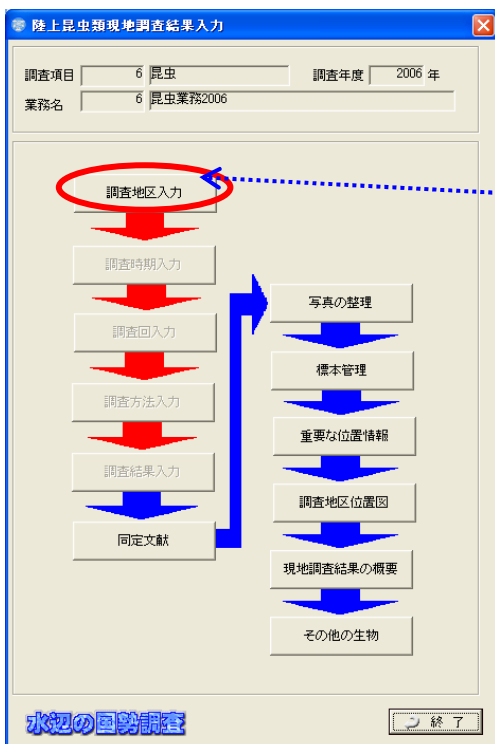 陸上昆虫類現地調査結果入力
調査項目 6 昆虫 調査年度 2006 年
業務名 6 昆虫業務2006
調査地区入力
調査時期入力
調査回入力
調査方法入力
調査結果入力
同定文献
写真の整理
標本管理
重要な位置情報
調査地区位置図
現地調査結果の概要
その他の生物
水辺の国勢調査
終 了